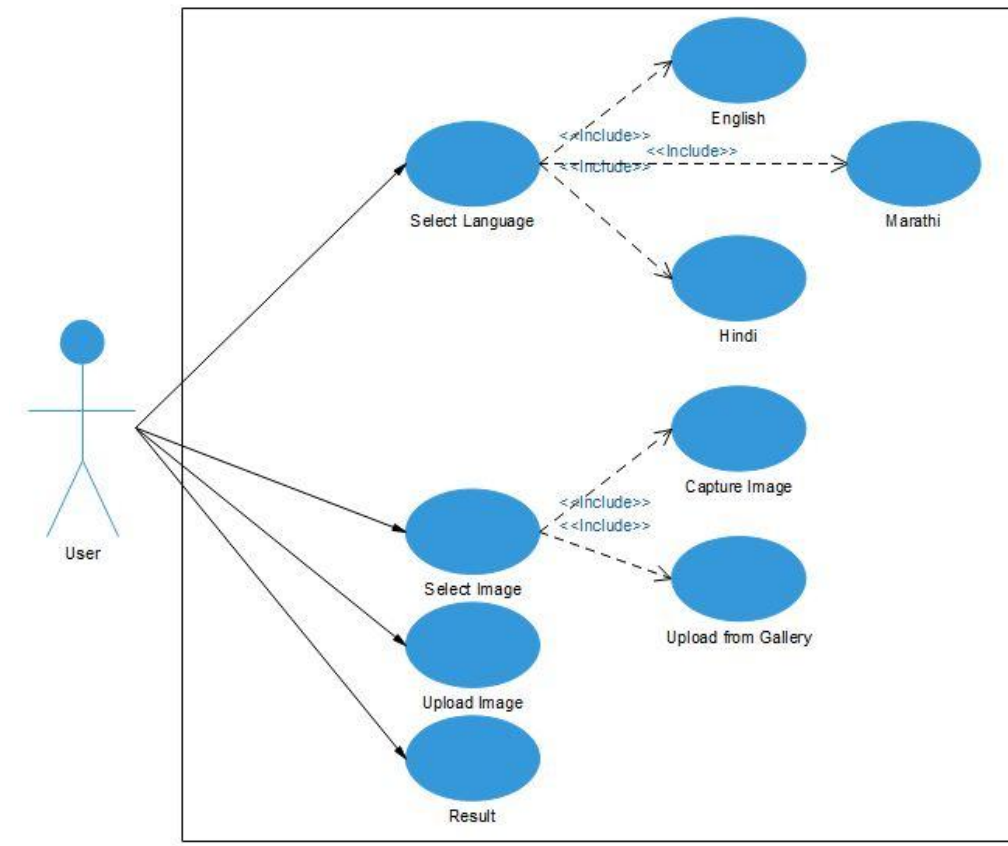 English
<<Include>>
<<Include>>
<<Include>>
Select Language
Marathi
Hindi
Capture Image
<<Include>>
<<Include>>
User
Select Image
Upload from Gallery
Upload Image
Result